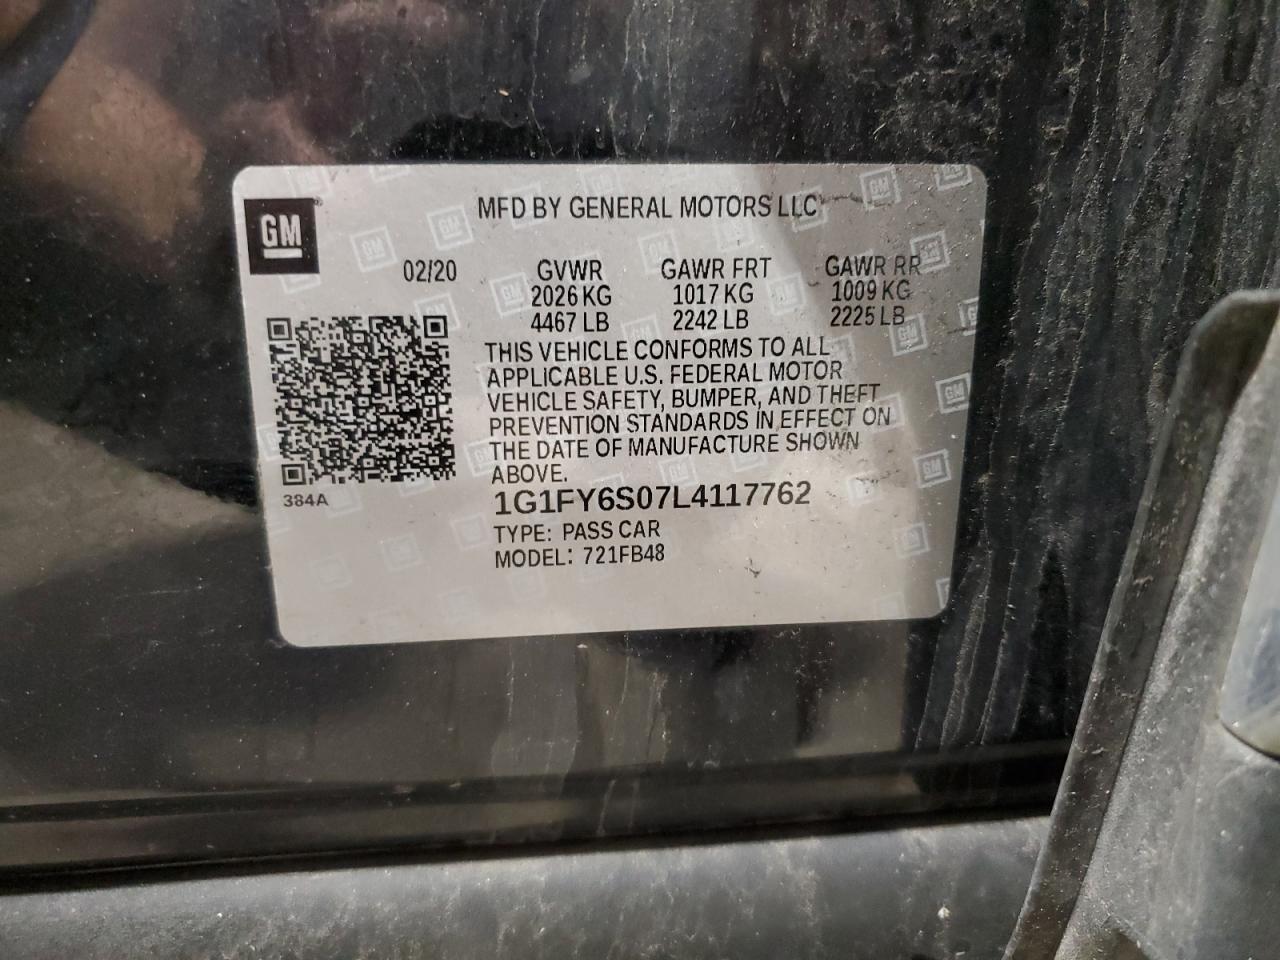 GM
MFD BY GENERAL MOTORS LLC
02/20
GVWR GAWR FRT GAWR RR
2026 KG 1017 KG 1009 KG
4467 LB 2242 LB 2225 LB
THIS VEHICLE CONFORMS TO ALL
APPLICABLE U.S. FEDERAL MOTOR
VEHICLE SAFETY, BUMPER, AND THEFT
PREVENTION STANDARDS IN EFFECT ON
THE DATE OF MANUFACTURE SHOWN
ABOVE.
384A
1G1FY6S07L4117762
TYPE: PASS CAR
MODEL: 721FB48